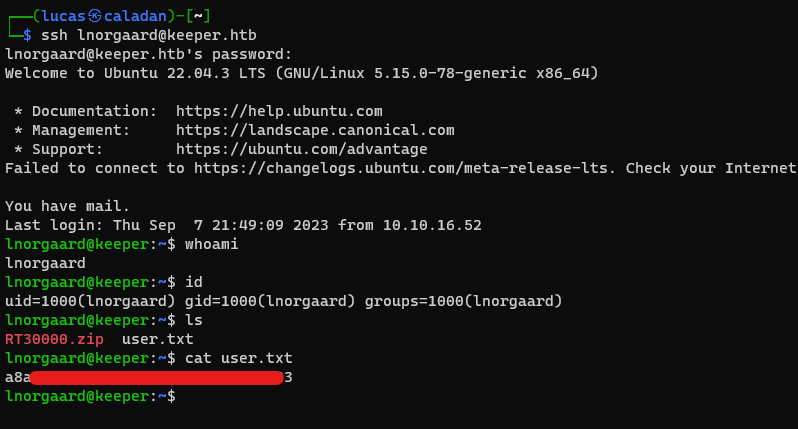 ┌──(lucas㉿caladan)-[~]
└─$ ssh lnorgaard@keeper.htb
lnorgaard@keeper.htb's password:
Welcome to Ubuntu 22.04.3 LTS (GNU/Linux 5.15.0-78-generic x86_64)
* Documentation:  https://help.ubuntu.com
* Management:     https://landscape.canonical.com
* Support:        https://ubuntu.com/advantage
Failed to connect to https://changelogs.ubuntu.com/meta-release-lts. Check your Internet
You have mail.
Last login: Thu Sep  7 21:49:09 2023 from 10.10.16.52
lnorgaard@keeper:~$ whoami
lnorgaard
lnorgaard@keeper:~$ id
uid=1000(lnorgaard) gid=1000(lnorgaard) groups=1000(lnorgaard)
lnorgaard@keeper:~$ ls
RT30000.zip  user.txt
lnorgaard@keeper:~$ cat user.txt
a8a 3
lnorgaard@keeper:~$